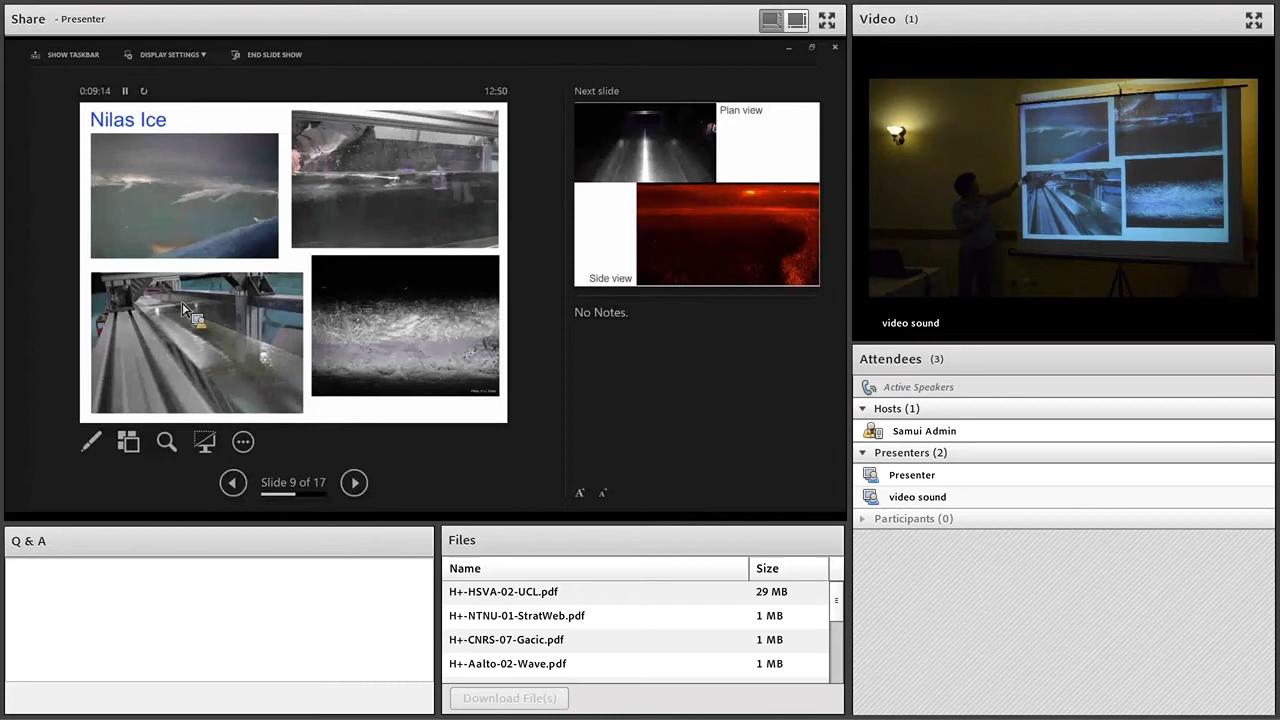 Share - Presenter
SHOW TASKBAR DISPLAY SETTINGS ▾ END SLIDE SHOW
0:09:14 12:50
Nilas Ice
Next slide
Plan view
Side view
No Notes.
Slide 9 of 17
A A
Video (1)
video sound
Attendees (3)
Active Speakers
Hosts (1)
Samui Admin
Presenters (2)
Presenter
video sound
Participants (0)
Q & A
Files
Name Size
H+-HSVA-02-UCL.pdf 29 MB
H+-NTNU-01-StratWeb.pdf 1 MB
H+-CNRS-07-Gacic.pdf 1 MB
H+-Aalto-02-Wave.pdf 1 MB
Download File(s)